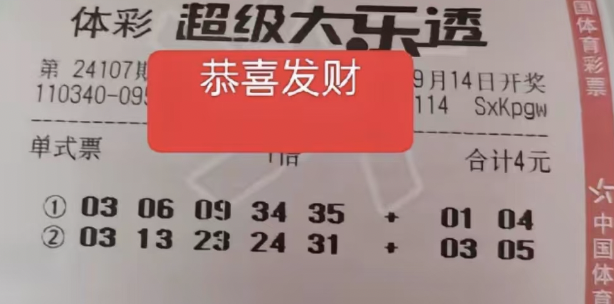 体彩 超级大乐透
恭喜发财
第 24107期 9月14日开奖
110340-095 114 SxKpgw
单式票 1倍 合计4元
① 03 06 09 34 35 + 01 04
② 03 13 23 24 31 + 03 05
国体育彩票
中国体育